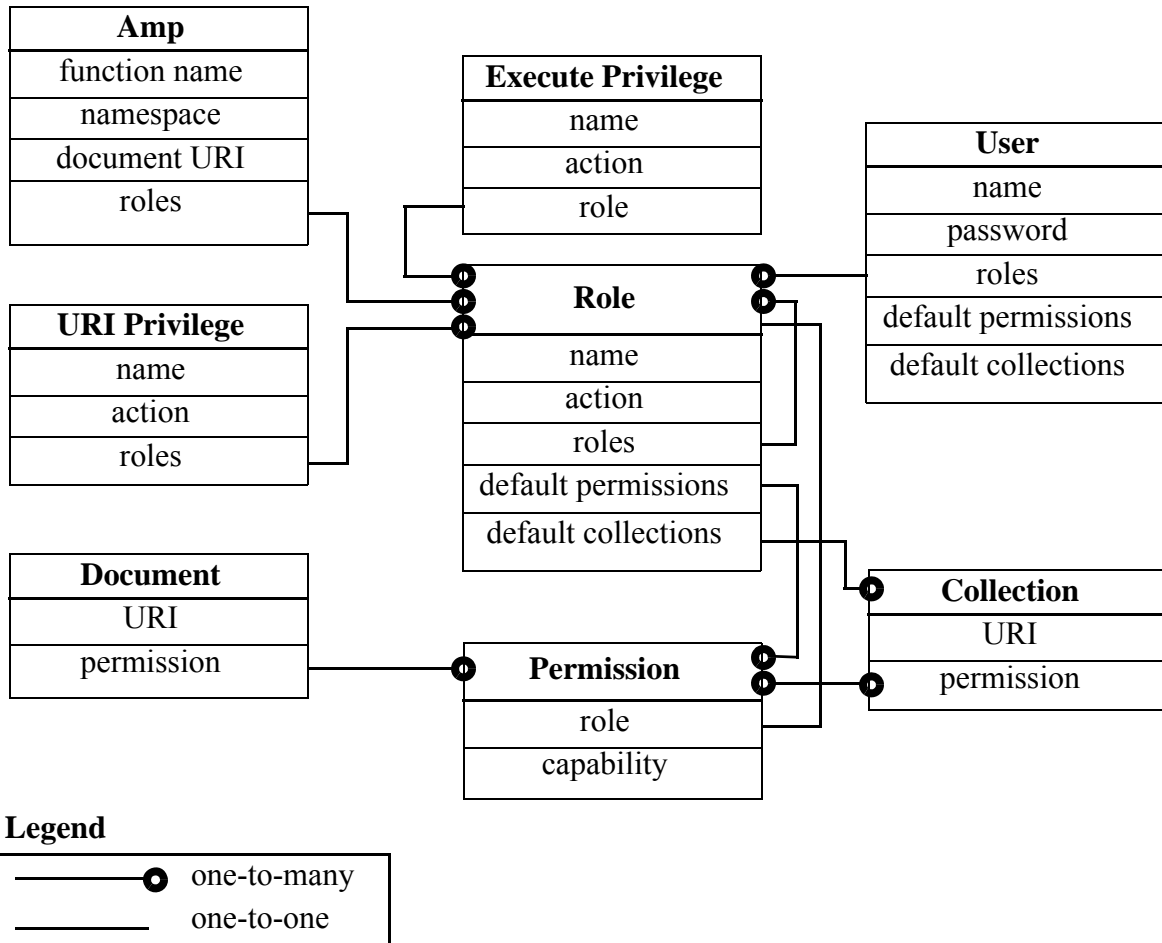 Amp
function name
namespace
document URI
roles
Execute Privilege
name
action
role
User
name
password
roles
default permissions
default collections
URI Privilege
name
action
roles
Role
name
action
roles
default permissions
default collections
Document
URI
permission
Permission
role
capability
Collection
URI
permission
Legend
one-to-many
one-to-one